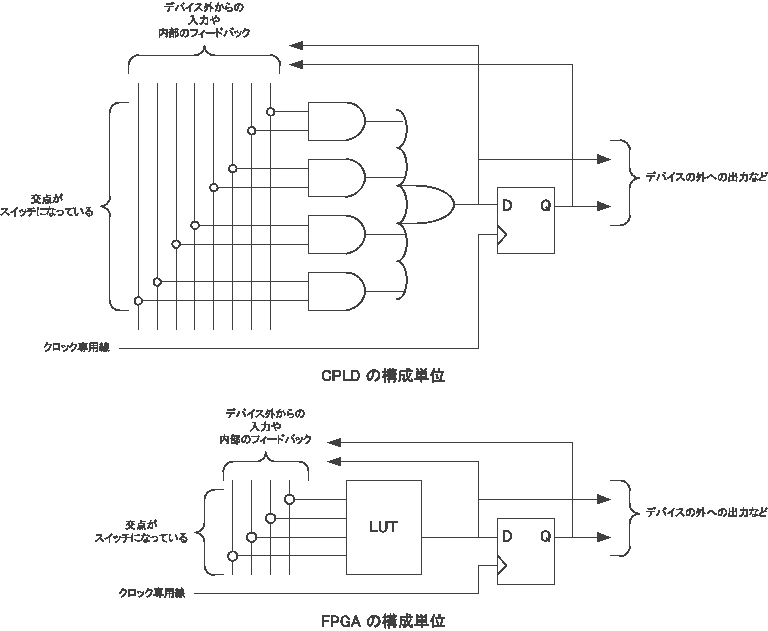 デバイス外からの
入力や
内部のフィードバック
交点が
スイッチになっている
デバイスの外への出力など
D Q
クロック専用線
CPLD の構成単位
デバイス外からの
入力や
内部のフィードバック
交点が
スイッチになっている
LUT
デバイスの外への出力など
D Q
クロック専用線
FPGA の構成単位